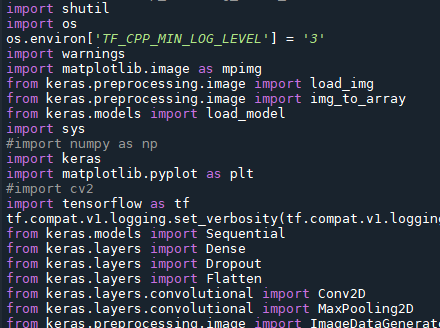 import shutil
import os
os.environ['TF_CPP_MIN_LOG_LEVEL'] = '3'
import warnings
import matplotlib.image as mpimg
from keras.preprocessing.image import load_img
from keras.preprocessing.image import img_to_array
from keras.models import load_model
import sys
#import numpy as np
import keras
import matplotlib.pyplot as plt
#import cv2
import tensorflow as tf
tf.compat.v1.logging.set_verbosity(tf.compat.v1.logging
from keras.models import Sequential
from keras.layers import Dense
from keras.layers import Dropout
from keras.layers import Flatten
from keras.layers.convolutional import Conv2D
from keras.layers.convolutional import MaxPooling2D
from keras.preprocessing.image import ImageDataGenerat